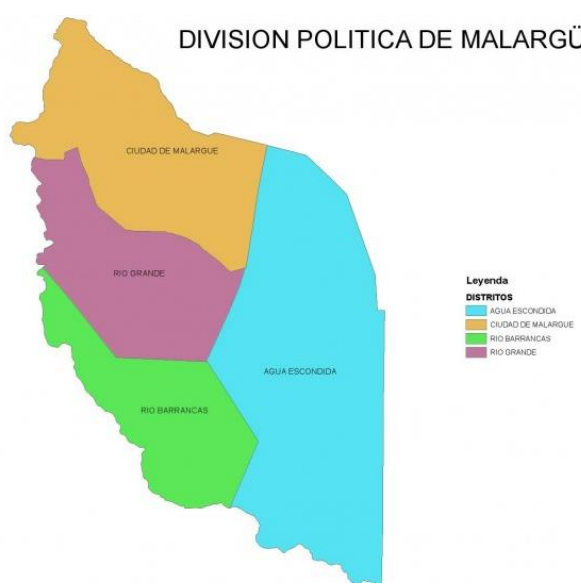 DIVISION POLITICA DE MALARGÜ
CIUDAD DE MALARGUE
RIO GRANDE
AGUA ESCONDIDA
RIO BARRANCAS
Leyenda
DISTRITOS
AGUA ESCONDIDA
CIUDAD DE MALARGUE
RIO BARRANCAS
RIO GRANDE